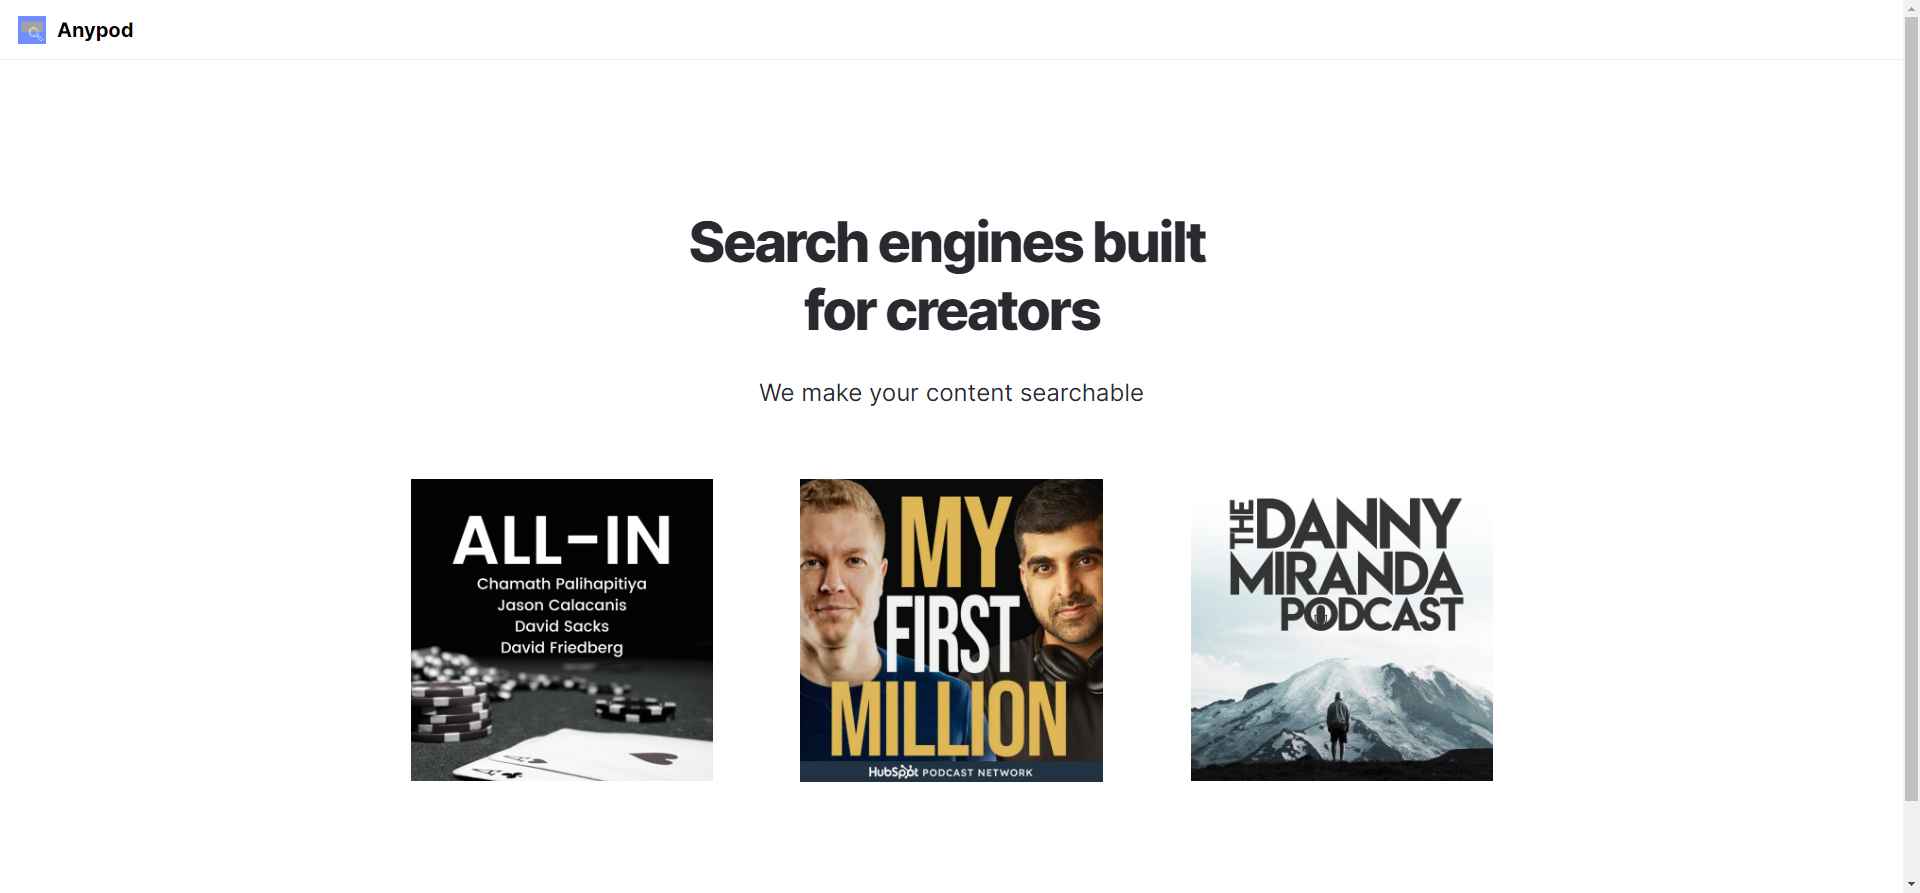 Anypod
Search engines built
for creators
We make your content searchable
ALL-IN
Chamath Palihapitiya
Jason Calacanis
David Sacks
David Friedberg
MY
FIRST
MILLION
HubSpot PODCAST NETWORK
THE DANNY
MIRANDA
PODCAST